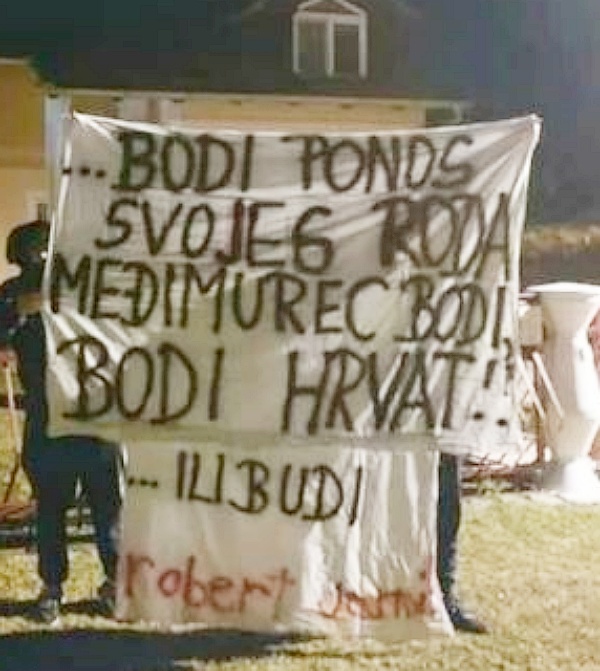 ...BODI PONOS
SVOJEG RODA
MEĐIMUREC BODI,
BODI HRVAT!?
... ILI BUDI
robert